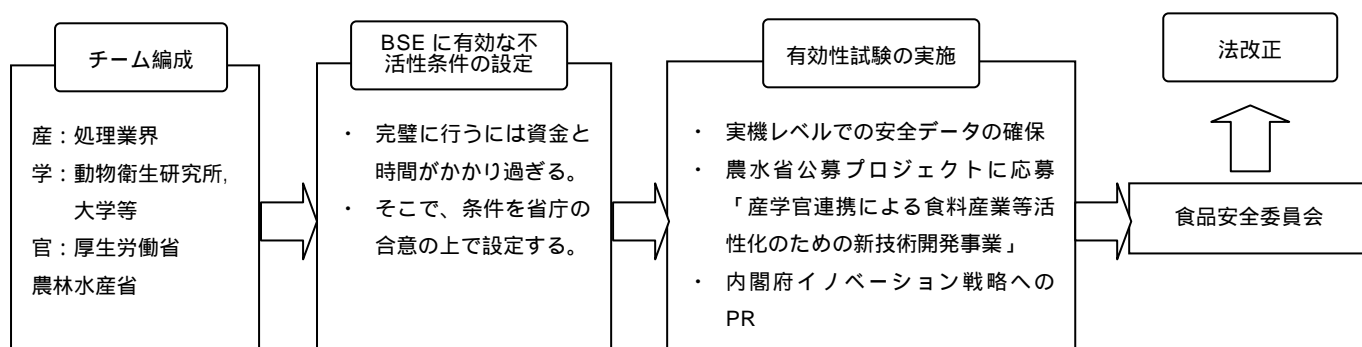 チーム編成
産：処理業界
学：動物衛生研究所,
大学等
官：厚生労働省
農林水産省
BSE に有効な不
活性条件の設定
・ 完璧に行うには資金と
時間がかかり過ぎる。
・ そこで、条件を省庁の
合意の上で設定する。
有効性試験の実施
・ 実機レベルでの安全データの確保
・ 農水省公募プロジェクトに応募
「産学官連携による食料産業等活
性化のための新技術開発事業」
・ 内閣府イノベーション戦略への
PR
法改正
食品安全委員会